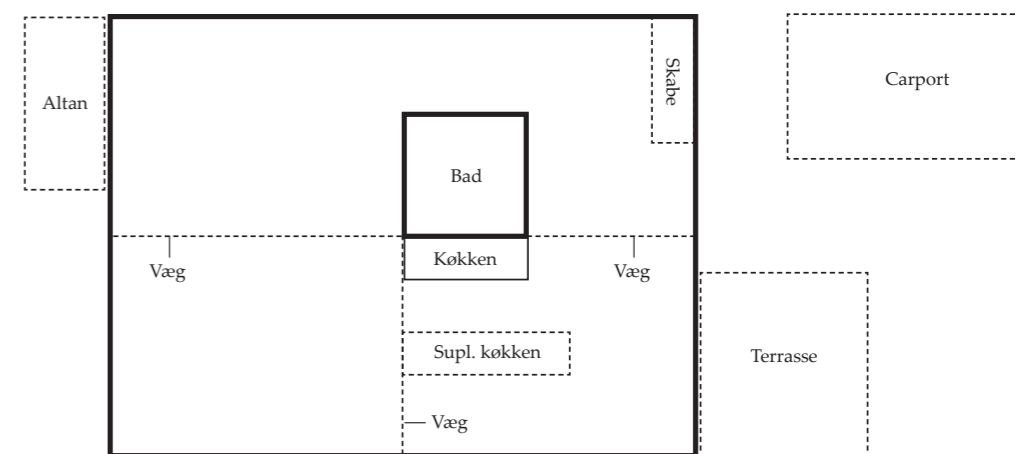 Altan
Skabe
Carport
Bad
Køkken
Væg
Væg
Supl. køkken
Terrasse
Væg